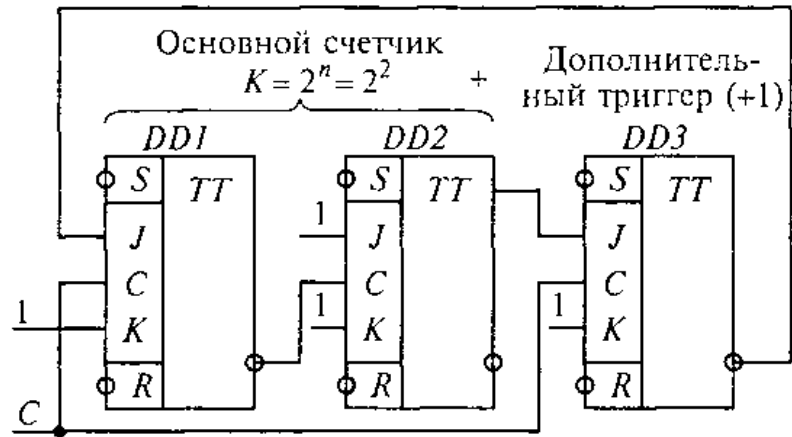 Основной счетчик
K = 2ⁿ = 2²
+
Дополнитель-
ный триггер (+1)
DD1
DD2
DD3
S
TT
J
C
K
R
S
TT
J
C
K
R
S
TT
J
C
K
R
1
1
1
1
C